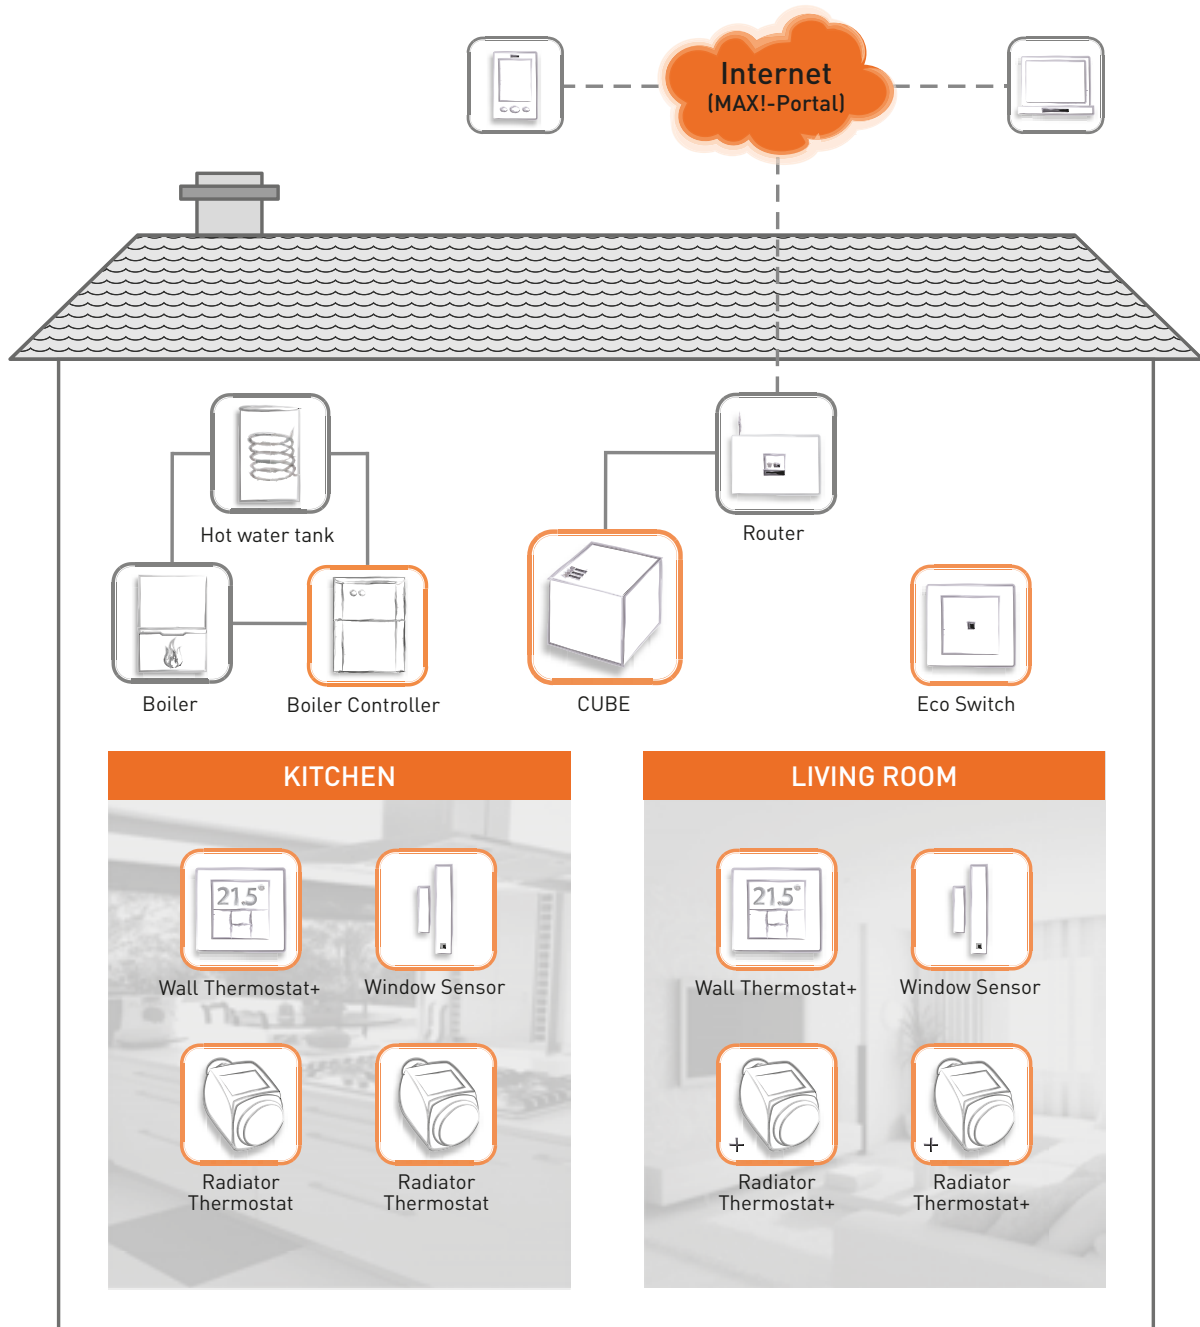 Internet
(MAX!-Portal)
Hot water tank
Router
Boiler
Boiler Controller
CUBE
Eco Switch
KITCHEN
LIVING ROOM
21.5°
21.5°
Wall Thermostat+
Window Sensor
Wall Thermostat+
Window Sensor
+
+
Radiator
Thermostat
Radiator
Thermostat
Radiator
Thermostat+
Radiator
Thermostat+